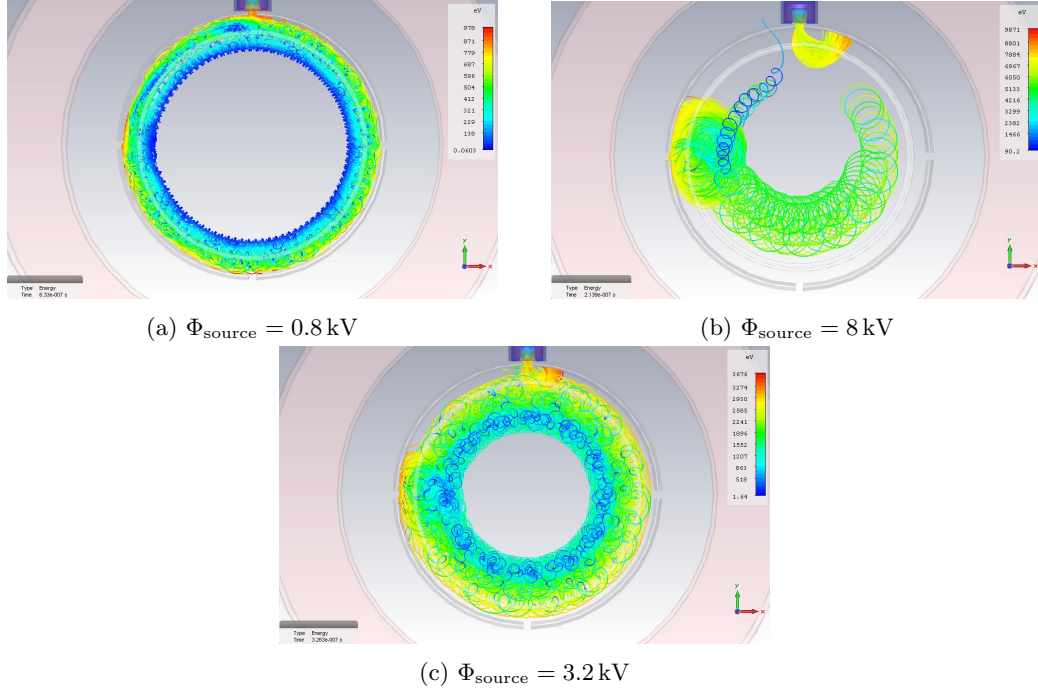 eV
978
871
779
687
596
504
412
321
229
138
0.0603
y
x
Type Energy
Time 6.33e-007 s
(a) Φsource = 0.8 kV
eV
9871
8801
7884
6967
6050
5133
4216
3299
2382
1466
90.2
y
x
Type Energy
Time 2.139e-007 s
(b) Φsource = 8 kV
eV
3676
3274
2930
2585
2241
1896
1552
1207
863
518
1.64
y
x
Type Energy
Time 3.263e-007 s
(c) Φsource = 3.2 kV